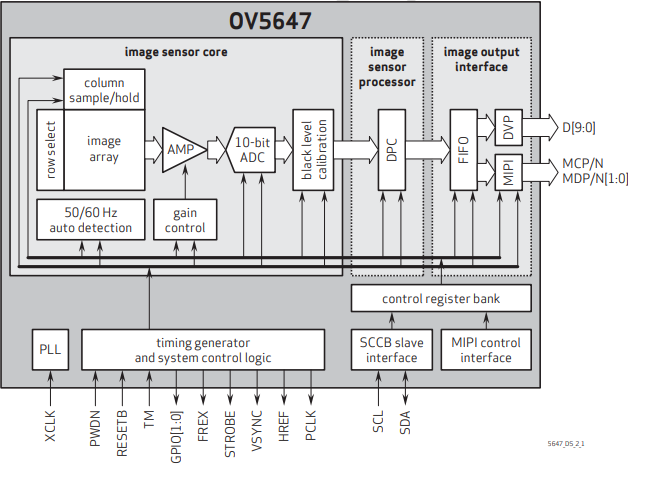 OV5647
image sensor core
image
sensor
processor
image output
interface
column
sample/hold
row select
image
array
AMP
10-bit
ADC
black level
calibration
DPC
FIFO
DVP
MIPI
D[9:0]
MCP/N
MDP/N[1:0]
50/60 Hz
auto detection
gain
control
control register bank
PLL
timing generator
and system control logic
SCCB slave
interface
MIPI control
interface
XCLK
PWDN
RESETB
TM
GPIO[1:0]
FREX
STROBE
VSYNC
HREF
PCLK
SCL
SDA
5647_DS_2_1